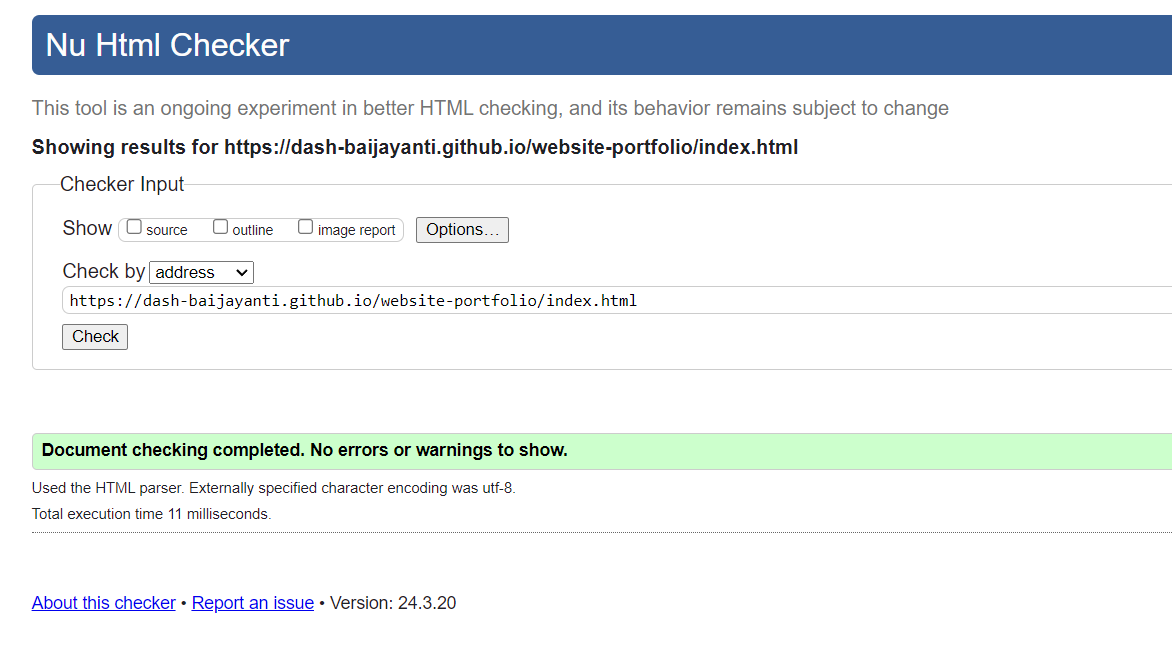 Nu Html Checker
This tool is an ongoing experiment in better HTML checking, and its behavior remains subject to change
Showing results for https://dash-baijayanti.github.io/website-portfolio/index.html
Checker Input
Show source outline image report Options…
Check by address
https://dash-baijayanti.github.io/website-portfolio/index.html
Check
Document checking completed. No errors or warnings to show.
Used the HTML parser. Externally specified character encoding was utf-8.
Total execution time 11 milliseconds.
About this checker • Report an issue • Version: 24.3.20